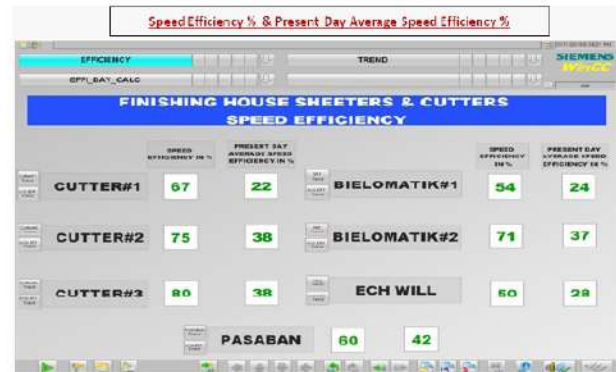 Speed Efficiency % & Present Day Average Speed Efficiency %
EFFICIENCY
TREND
SIEMENS
WinCC
EFFI_DAY_CALC
FINISHING HOUSE SHEETERS & CUTTERS
SPEED EFFICIENCY
SPEED EFFICIENCY IN %
PRESENT DAY AVERAGE SPEED EFFICIENCY IN %
SPEED EFFICIENCY IN %
PRESENT DAY AVERAGE SPEED EFFICIENCY IN %
CUTTER#1 67 22 BIELOMATIK#1 54 24
CUTTER#2 75 38 BIELOMATIK#2 71 37
CUTTER#3 80 38 ECH WILL 28
PASABAN 60 42